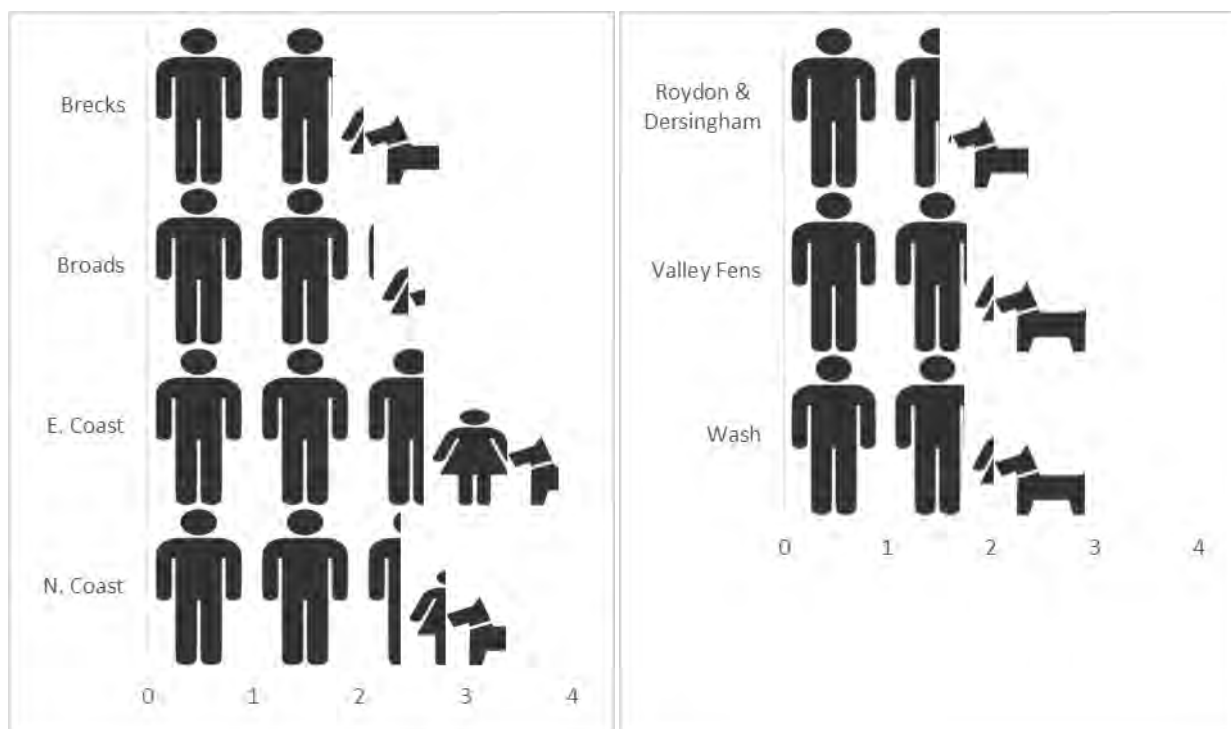 Brecks
Broads
E. Coast
N. Coast
0 1 2 3 4
Roydon &
Dersingham
Valley Fens
Wash
0 1 2 3 4